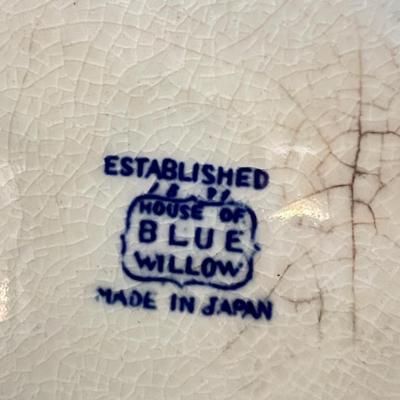 ESTABLISHED
HOUSE OF
BLUE
WILLOW
MADE IN JAPAN